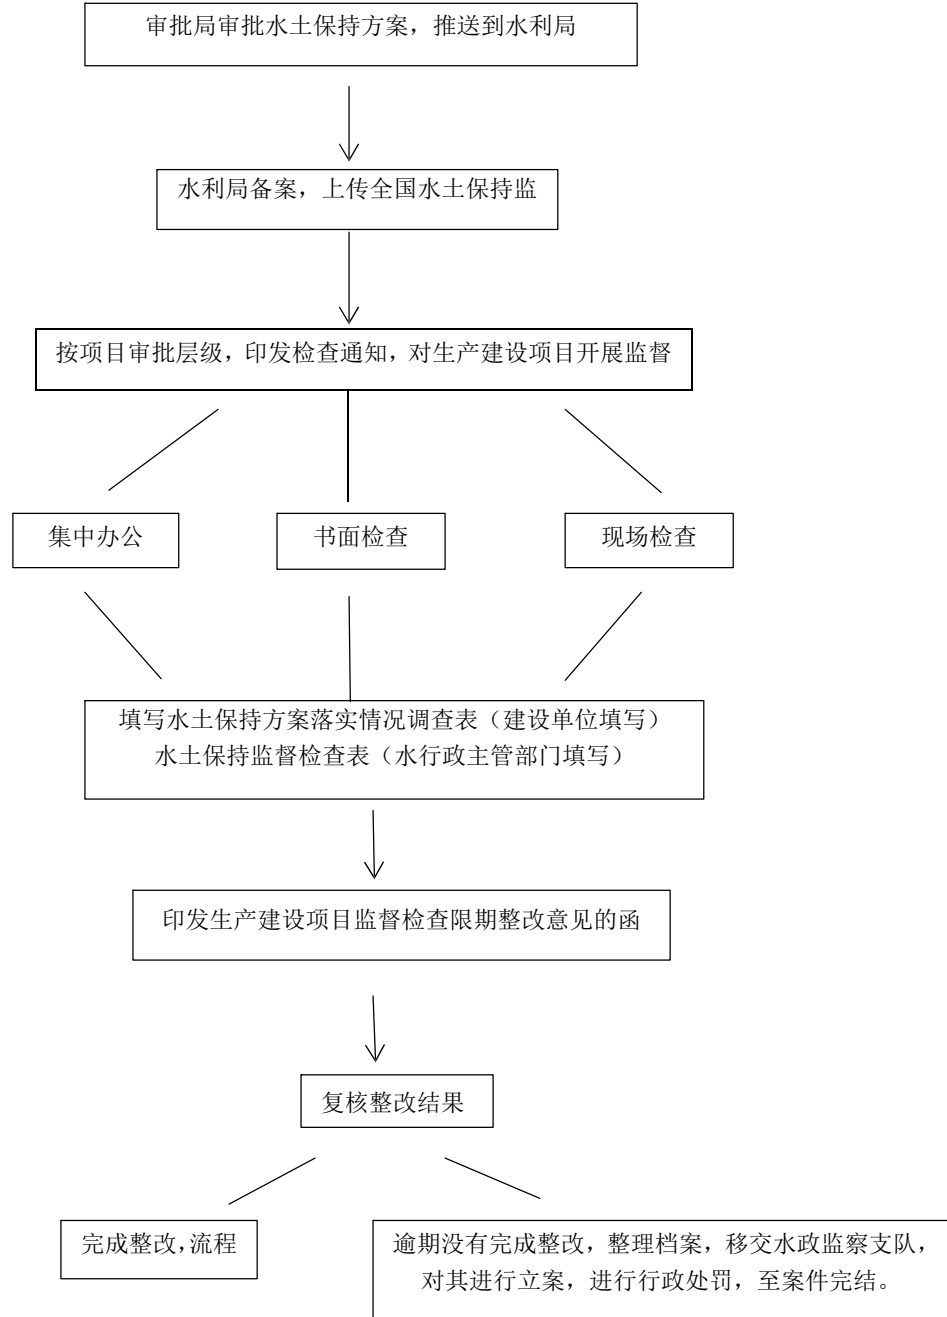 审批局审批水土保持方案，推送到水利局
水利局备案，上传全国水土保持监
按项目审批层级，印发检查通知，对生产建设项目开展监督
集中办公
书面检查
现场检查
填写水土保持方案落实情况调查表（建设单位填写）
水土保持监督检查表（水行政主管部门填写）
印发生产建设项目监督检查限期整改意见的函
复核整改结果
完成整改，流程
逾期没有完成整改，整理档案，移交水政监察支队，
对其进行立案，进行行政处罚，至案件完结。